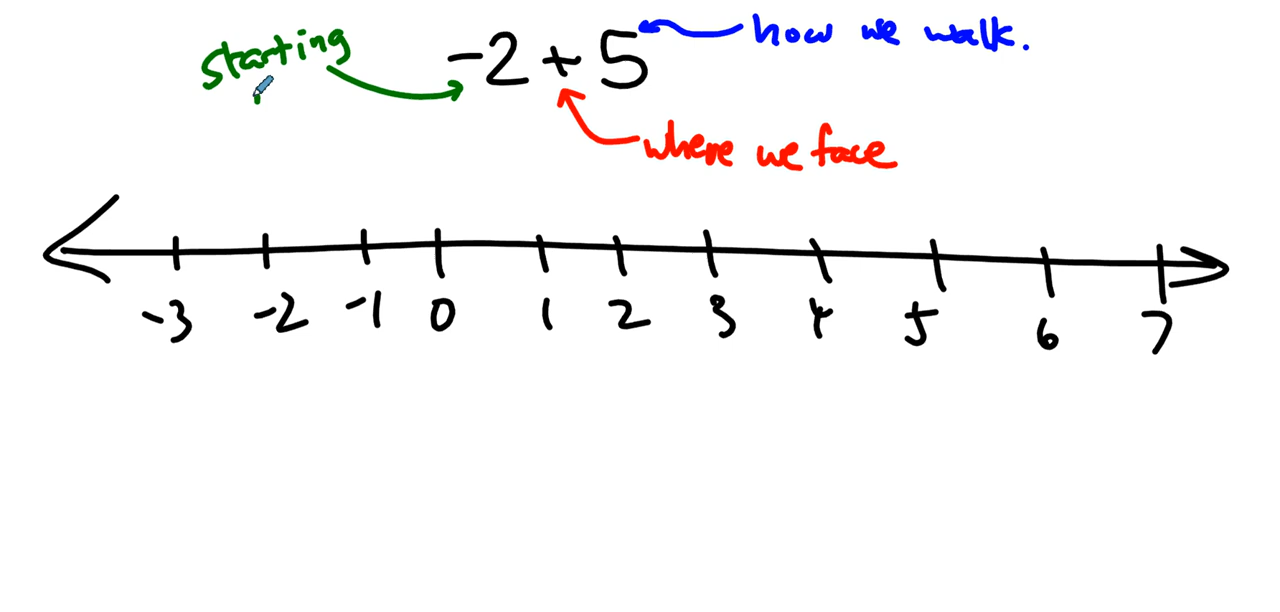 starting
-2 + 5
how we walk.
where we face
-3 -2 -1 0 1 2 3 4 5 6 7